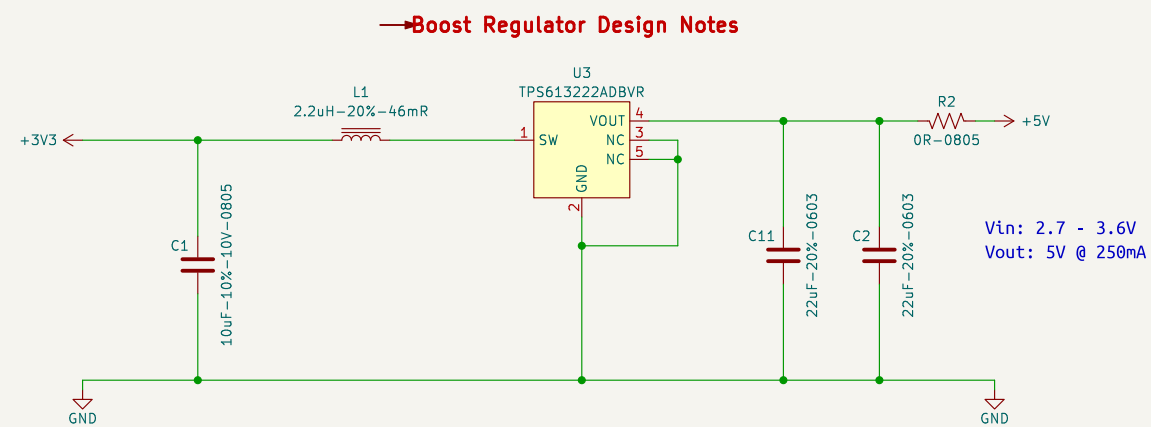 Boost Regulator Design Notes
U3
TPS613222ADBVR
L1
2.2uH-20%-46mR
R2
0R-0805
+3V3
+5V
1
SW
VOUT
4
NC
3
NC
5
GND
2
C1
10uF-10%-10V-0805
C11
22uF-20%-0603
C2
22uF-20%-0603
Vin: 2.7 - 3.6V
Vout: 5V @ 250mA
GND
GND